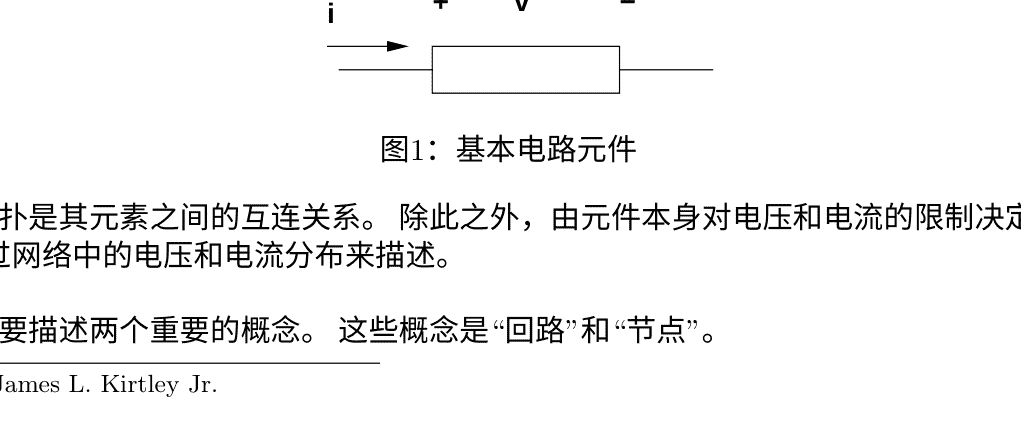 i + v −
图1：基本电路元件
扑是其元素之间的互连关系。 除此之外，由元件本身对电压和电流的限制决定
过网络中的电压和电流分布来描述。
要描述两个重要的概念。 这些概念是“回路”和“节点”。
James L. Kirtley Jr.